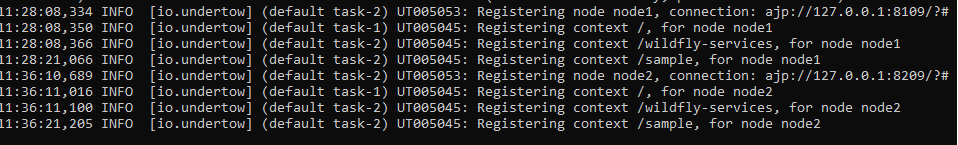 11:28:08,334 INFO  [io.undertow] (default task-2) UT005053: Registering node node1, connection: ajp://127.0.0.1:8109/?#
11:28:08,350 INFO  [io.undertow] (default task-1) UT005045: Registering context /, for node node1
11:28:08,366 INFO  [io.undertow] (default task-2) UT005045: Registering context /wildfly-services, for node node1
11:28:21,066 INFO  [io.undertow] (default task-1) UT005045: Registering context /sample, for node node1
11:36:10,689 INFO  [io.undertow] (default task-2) UT005053: Registering node node2, connection: ajp://127.0.0.1:8209/?#
11:36:11,016 INFO  [io.undertow] (default task-1) UT005045: Registering context /, for node node2
11:36:11,100 INFO  [io.undertow] (default task-2) UT005045: Registering context /wildfly-services, for node node2
11:36:21,205 INFO  [io.undertow] (default task-2) UT005045: Registering context /sample, for node node2